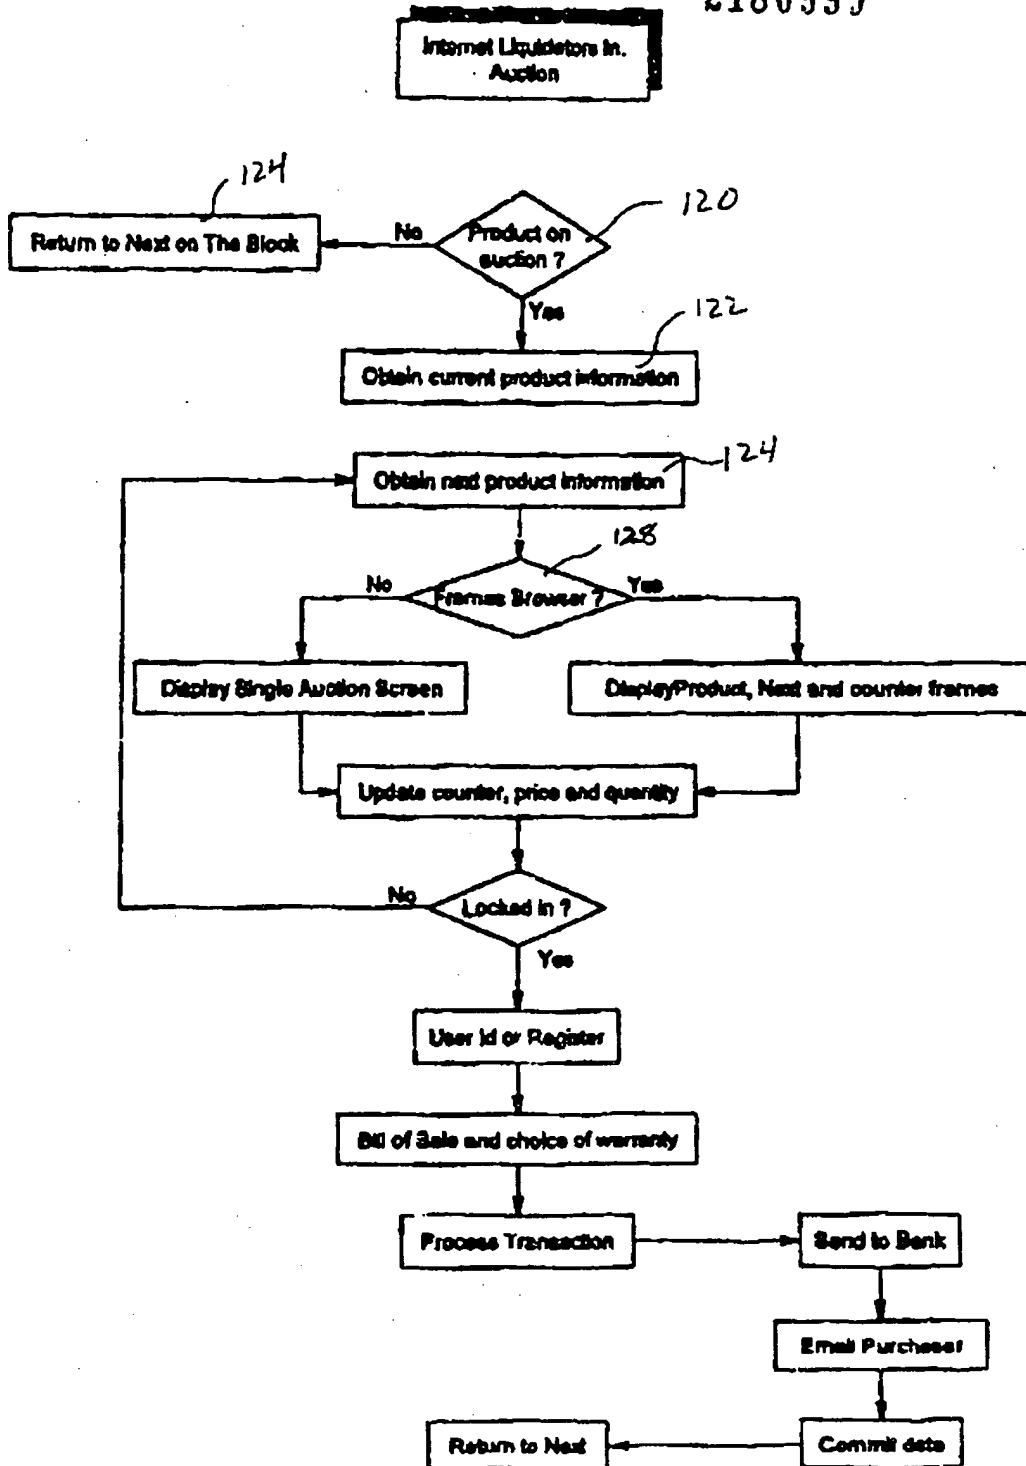 Internet Liquidators In.
Auction
124
120
Return to Next on The Block
No
Product on
auction ?
Yes
122
Obtain current product information
124
Obtain next product information
128
No
Frames Browser ?
Yes
Display Single Auction Screen
DisplayProduct, Next and counter frames
Update counter, price and quantity
No
Locked in ?
Yes
User Id or Register
Bill of Sale and choice of warranty
Process Transaction
Send to Bank
Email Purchaser
Return to Next
Commit data